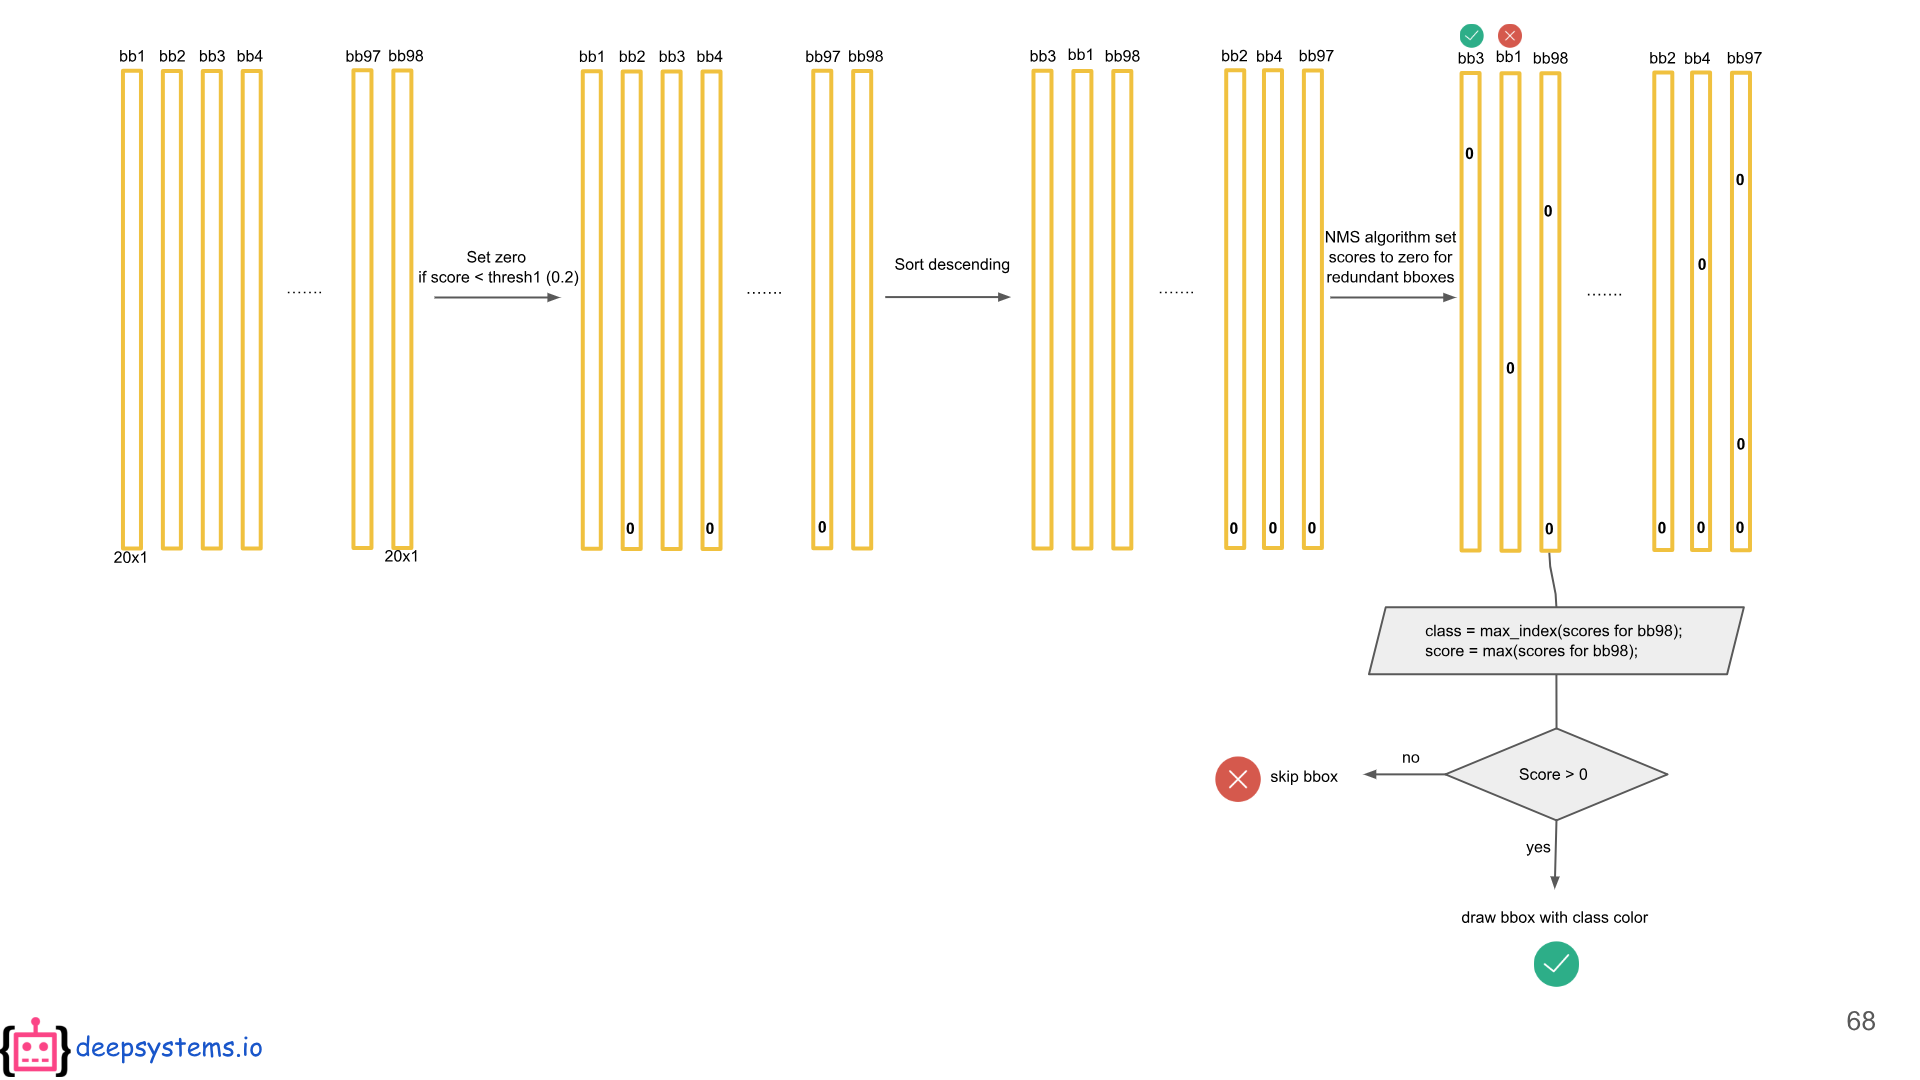 bb1 bb2 bb3 bb4 bb97 bb98
.......
20x1 20x1
Set zero
if score < thresh1 (0.2)
bb1 bb2 bb3 bb4 bb97 bb98
.......
0 0 0
Sort descending
bb3 bb1 bb98 bb2 bb4 bb97
.......
0 0 0
NMS algorithm set
scores to zero for
redundant bboxes
bb3 bb1 bb98 bb2 bb4 bb97
0
0
0
0
.......
0
0
0
0 0 0 0
class = max_index(scores for bb98);
score = max(scores for bb98);
Score > 0
no
skip bbox
yes
draw bbox with class color
{ } deepsystems.io
68